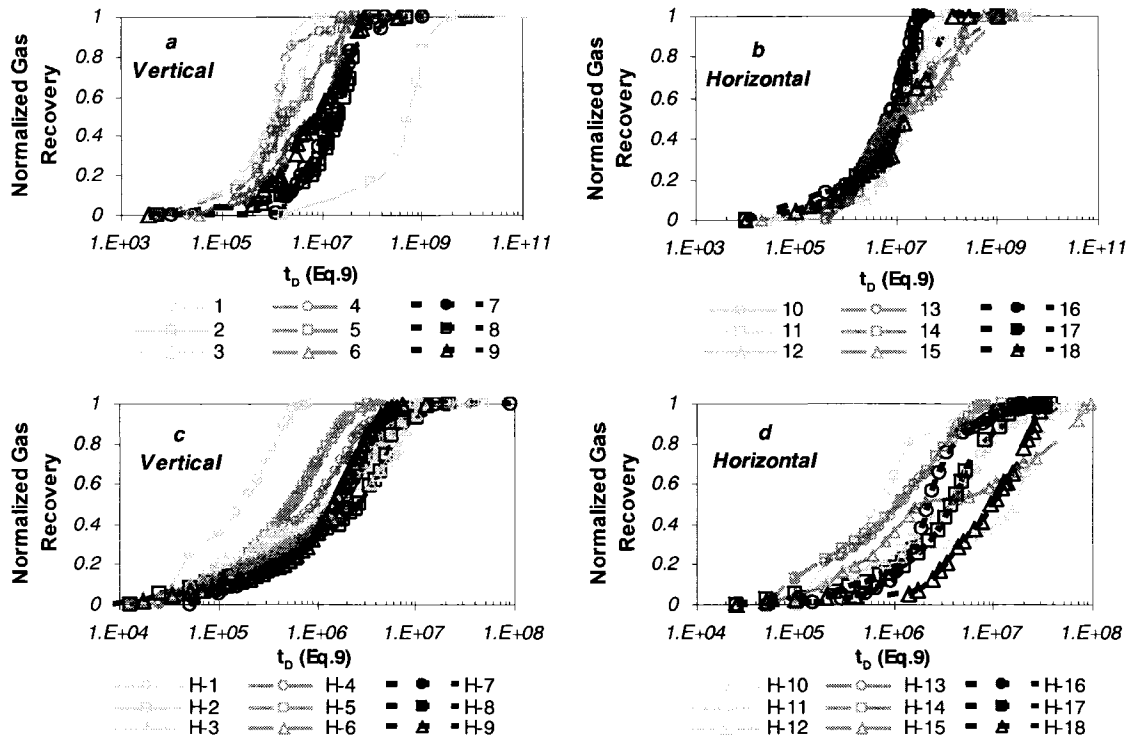 a
Vertical
Normalized Gas
Recovery
1
0.8
0.6
0.4
0.2
0
1.E+03 1.E+05 1.E+07 1.E+09 1.E+11
tD (Eq.9)
1 4 7
2 5 8
3 6 9
b
Horizontal
Normalized Gas
Recovery
1
0.8
0.6
0.4
0.2
0
1.E+03 1.E+05 1.E+07 1.E+09 1.E+11
tD (Eq.9)
10 13 16
11 14 17
12 15 18
c
Vertical
Normalized Gas
Recovery
1
0.8
0.6
0.4
0.2
0
1.E+04 1.E+05 1.E+06 1.E+07 1.E+08
tD (Eq.9)
H-1 H-4 H-7
H-2 H-5 H-8
H-3 H-6 H-9
d
Horizontal
Normalized Gas
Recovery
1
0.8
0.6
0.4
0.2
0
1.E+04 1.E+05 1.E+06 1.E+07 1.E+08
tD (Eq.9)
H-10 H-13 H-16
H-11 H-14 H-17
H-12 H-15 H-18